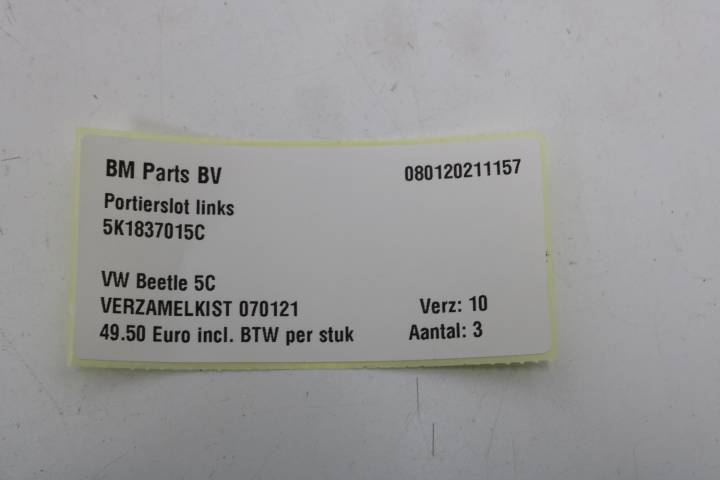 BM Parts BV 080120211157
Portierslot links
5K1837015C
VW Beetle 5C
VERZAMELKIST 070121 Verz: 10
49.50 Euro incl. BTW per stuk Aantal: 3